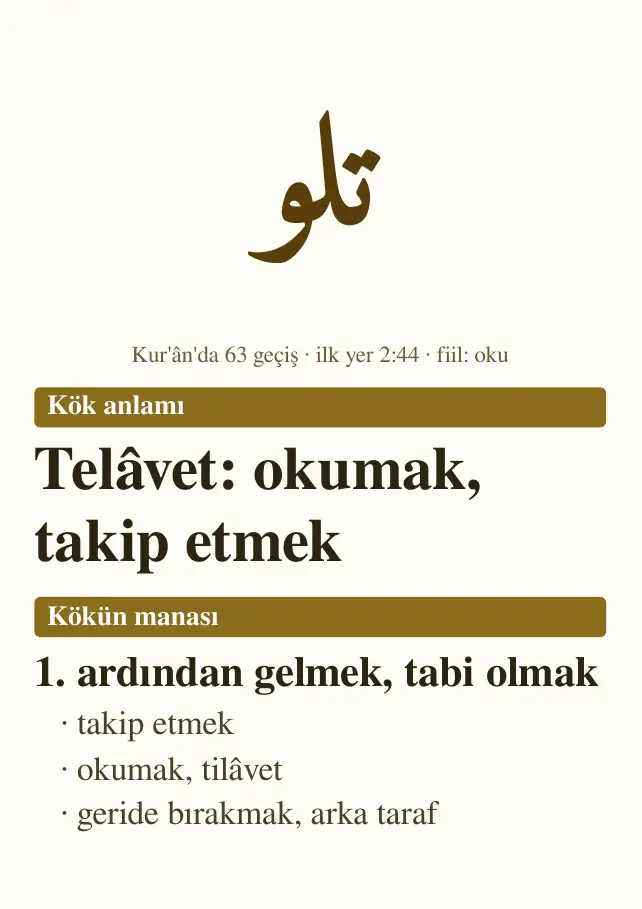 تلو
Kur'ân'da 63 geçiş · ilk yer 2:44 · fiil: oku
Kök anlamı
Telâvet: okumak,
takip etmek
Kökün manası
1. ardından gelmek, tabi olmak
· takip etmek
· okumak, tilâvet
· geride bırakmak, arka taraf